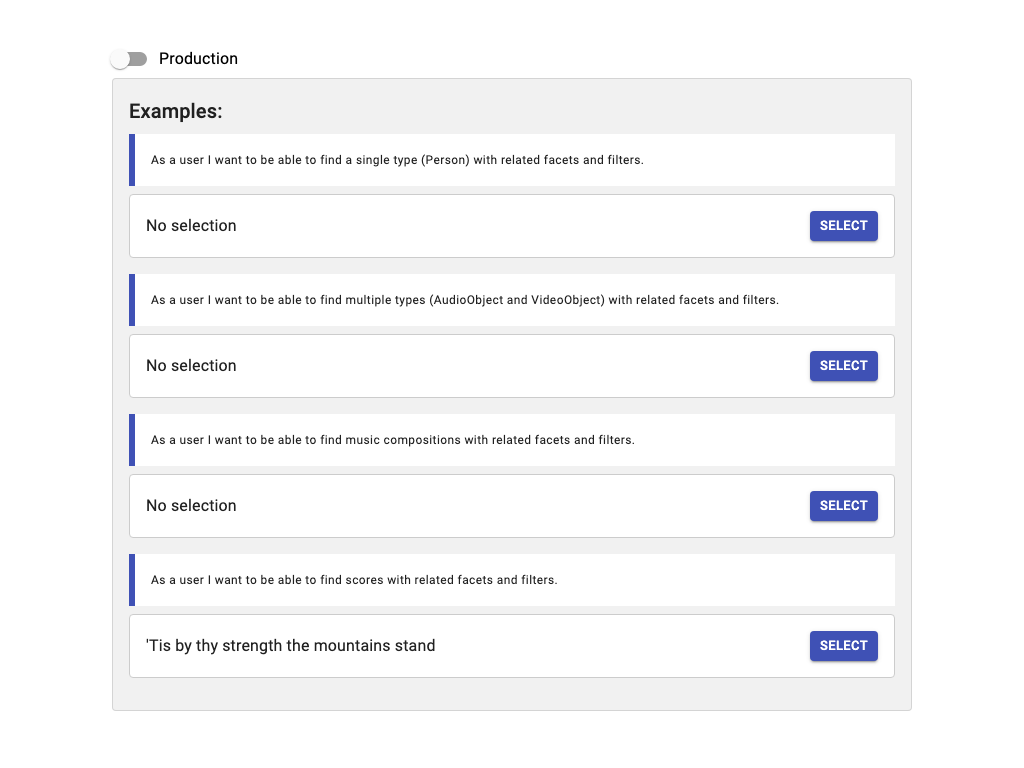 Production
Examples:
As a user I want to be able to find a single type (Person) with related facets and filters.
No selection
SELECT
As a user I want to be able to find multiple types (AudioObject and VideoObject) with related facets and filters.
No selection
SELECT
As a user I want to be able to find music compositions with related facets and filters.
No selection
SELECT
As a user I want to be able to find scores with related facets and filters.
'Tis by thy strength the mountains stand
SELECT